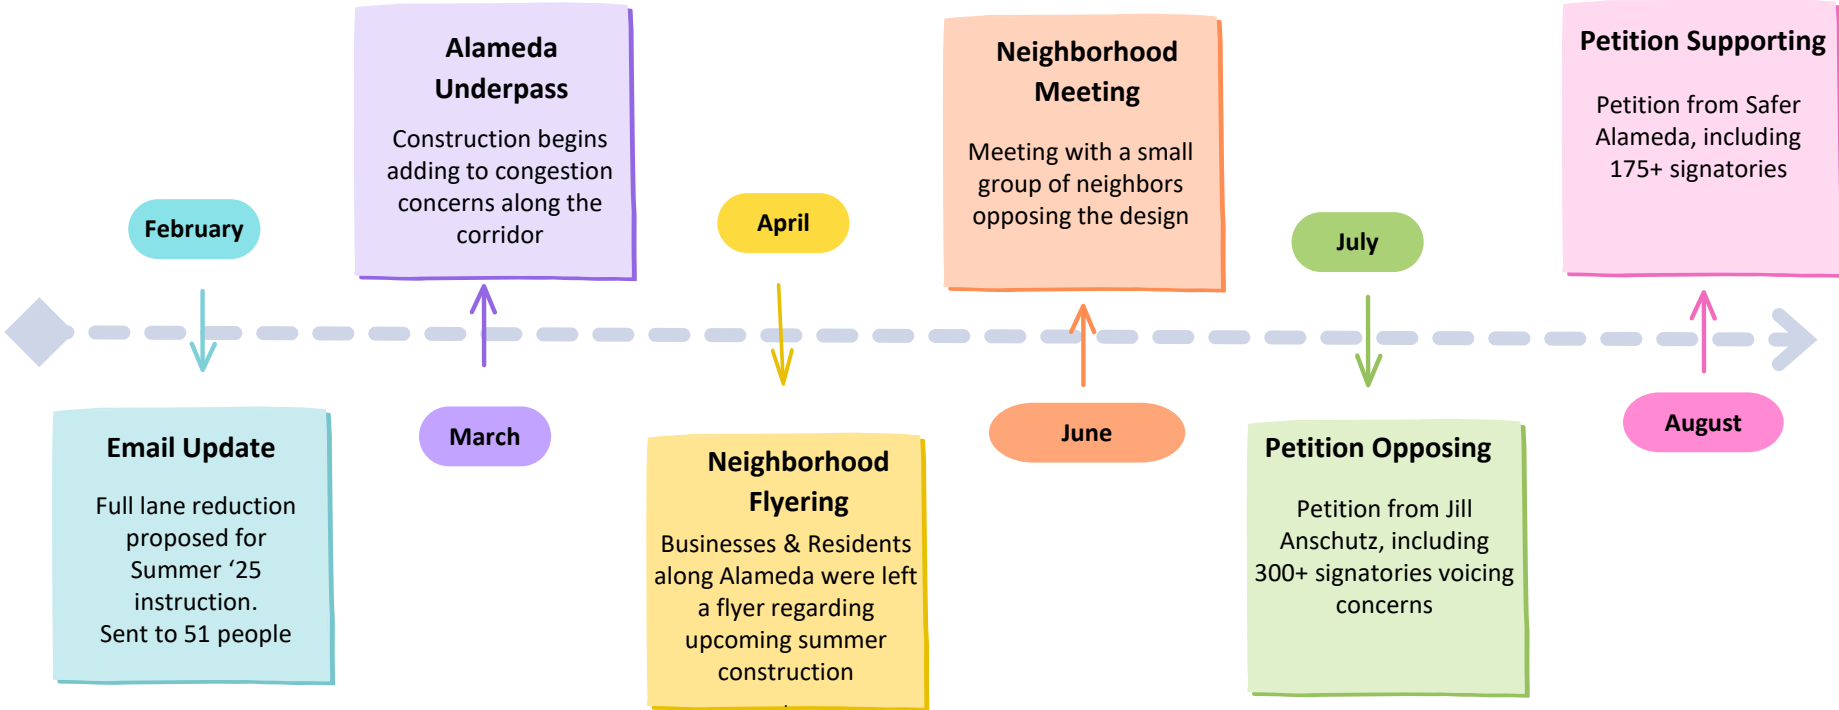 February
Email Update
Full lane reduction
proposed for
Summer ‘25
instruction.
Sent to 51 people
Alameda
Underpass
Construction begins
adding to congestion
concerns along the
corridor
March
April
Neighborhood
Flyering
Businesses & Residents
along Alameda were left
a flyer regarding
upcoming summer
construction
Neighborhood
Meeting
Meeting with a small
group of neighbors
opposing the design
June
July
Petition Opposing
Petition from Jill
Anschutz, including
300+ signatories voicing
concerns
Petition Supporting
Petition from Safer
Alameda, including
175+ signatories
August